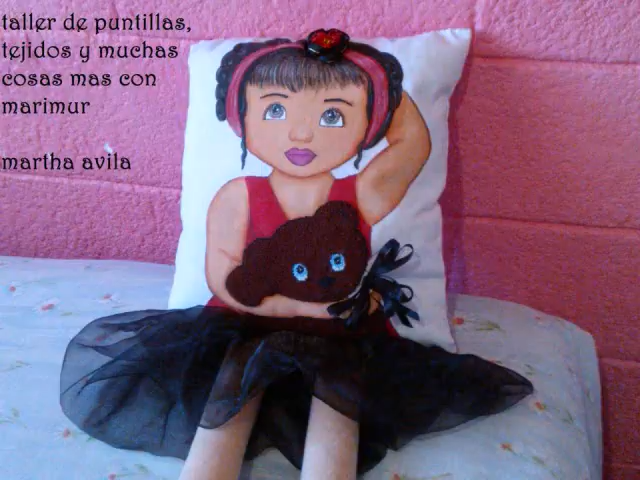 taller de puntillas,
tejidos y muchas
cosas mas con
marimur
martha avila